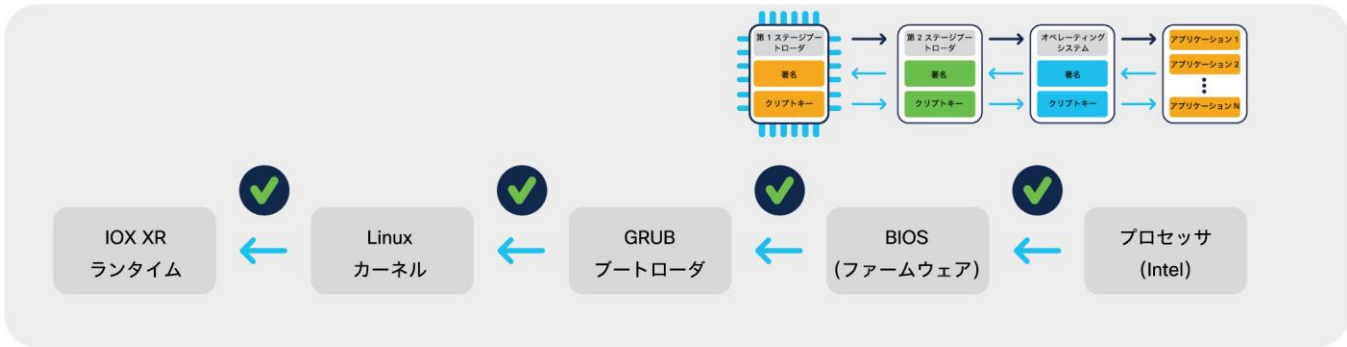 第 1 ステージブー
トローダ
署名
クリプトキー
第 2 ステージブー
トローダ
署名
クリプトキー
オペレーティング
システム
署名
クリプトキー
アプリケーション 1
アプリケーション 2
アプリケーション N
IOX XR
ランタイム
Linux
カーネル
GRUB
ブートローダ
BIOS
(ファームウェア)
プロセッサ
(Intel)